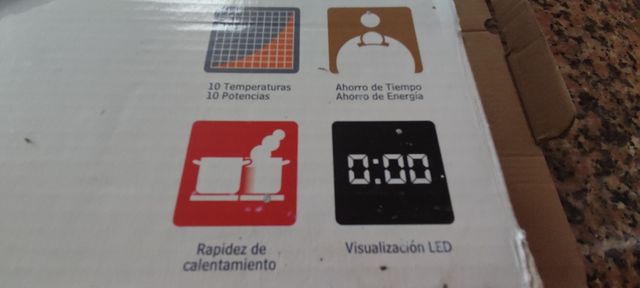 10 Temperaturas
10 Potencias
Ahorro de Tiempo
Ahorro de Energía
0:00
Rapidez de
calentamiento
Visualización LED